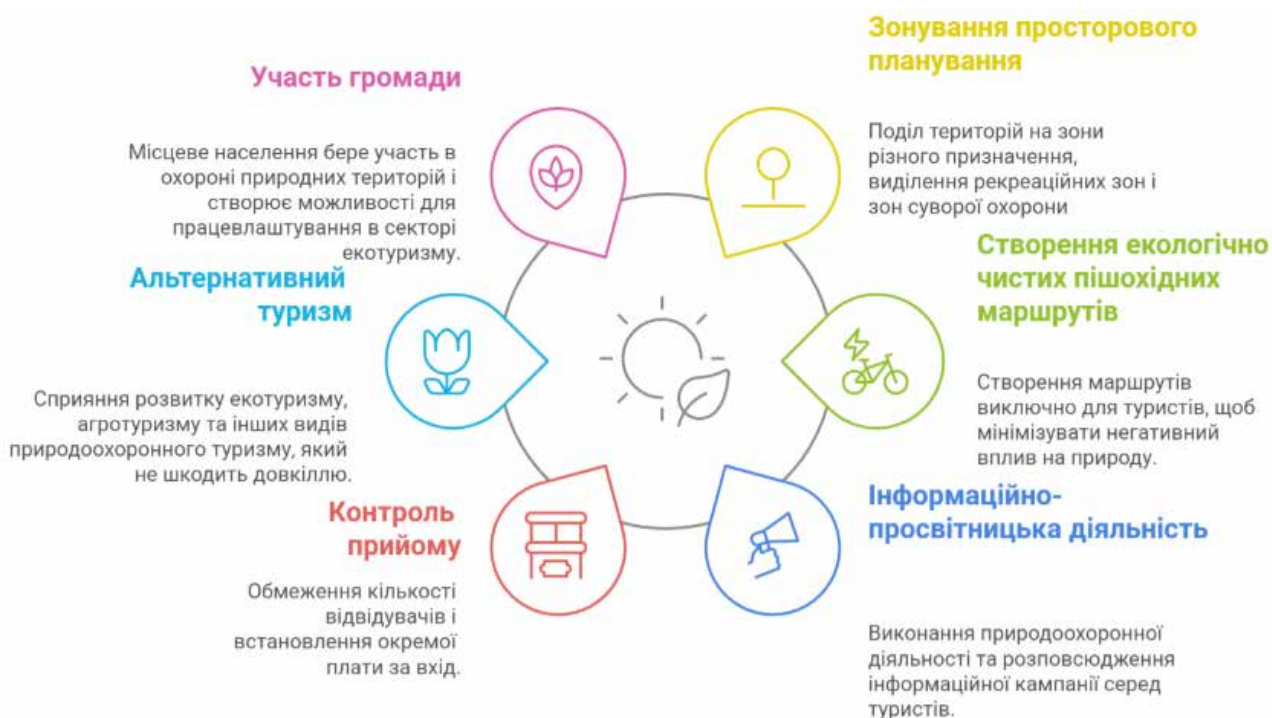 Участь громади
Місцеве населення бере участь в
охороні природних територій і
створює можливості для
працевлаштування в секторі
екотуризму.
Альтернативний
туризм
Сприяння розвитку екотуризму,
агротуризму та інших видів
природоохоронного туризму, який
не шкодить довкіллю.
Контроль
прийому
Обмеження кількості
відвідувачів і
встановлення окремої
плати за вхід.
Зонування просторового
планування
Поділ територій на зони
різного призначення,
виділення рекреаційних зон і
зон суворої охорони
Створення екологічно
чистих пішохідних
маршрутів
Створення маршрутів
виключно для туристів, щоб
мінімізувати негативний
вплив на природу.
Інформаційно-
просвітницька діяльність
Виконання природоохоронної
діяльності та розповсюдження
інформаційної кампанії серед
туристів.